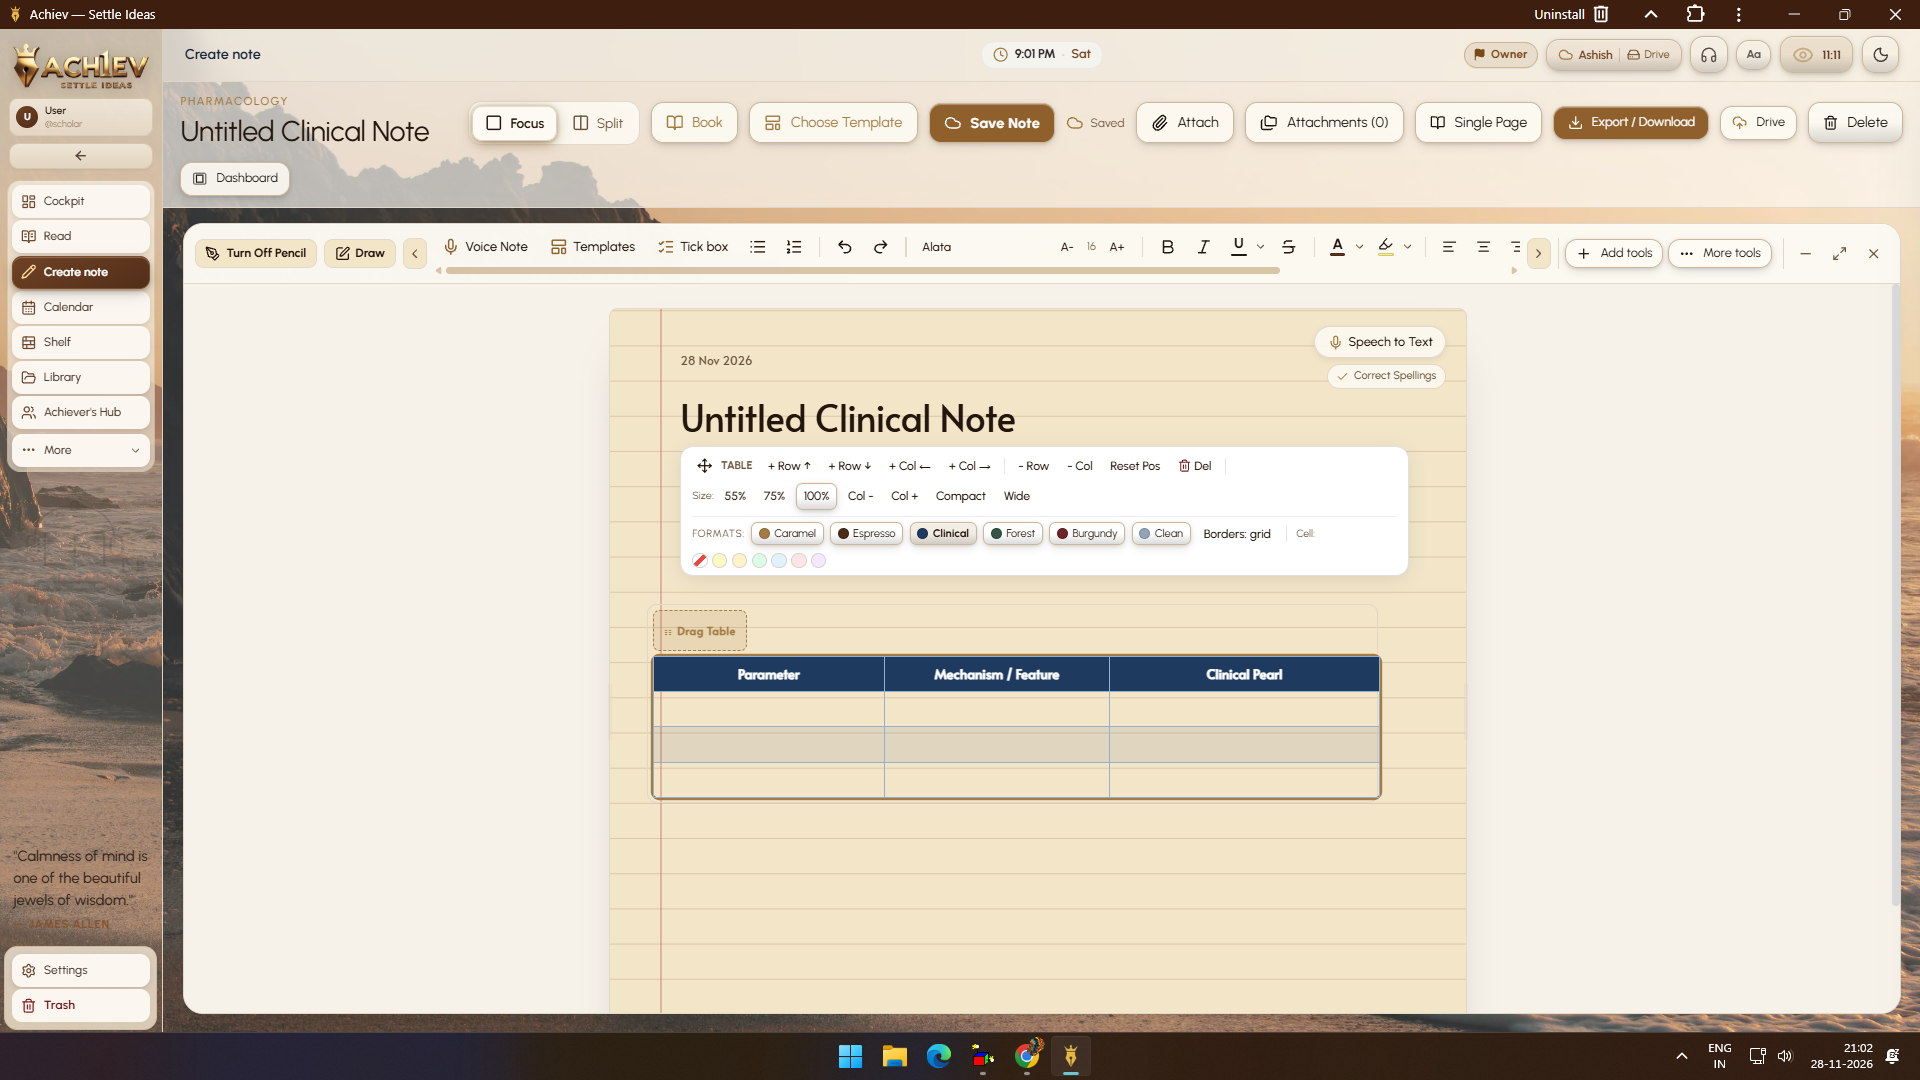 Achiev — Settle Ideas
Uninstall
ACH1EV
SETTLE IDEAS
Create note
9:01 PM · Sat
Owner
Ashish
Drive
Aa
11:11
U
User
@scholar
PHARMACOLOGY
Untitled Clinical Note
Focus
Split
Book
Choose Template
Save Note
Saved
Attach
Attachments (0)
Single Page
Export / Download
Drive
Delete
Dashboard
Cockpit
Read
Create note
Calendar
Shelf
Library
Achiever's Hub
More
Turn Off Pencil
Draw
Voice Note
Templates
Tick box
Alata
A- 16 A+
B I U S A
Add tools
More tools
28 Nov 2026
Speech to Text
Correct Spellings
Untitled Clinical Note
TABLE + Row ↑ + Row ↓ + Col ← + Col → - Row - Col Reset Pos Del
Size: 55% 75% 100% Col - Col + Compact Wide
FORMATS: Caramel Espresso Clinical Forest Burgundy Clean Borders: grid Cell:
Drag Table
Parameter Mechanism / Feature Clinical Pearl
"Calmness of mind is
one of the beautiful
jewels of wisdom."
— JAMES ALLEN
Settings
Trash
ENG
IN
21:02
28-11-2026